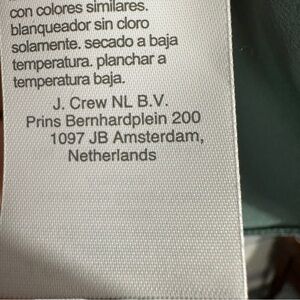 con colores similares.
blanqueador sin cloro
solamente. secado a baja
temperatura. planchar a
temperatura baja.
J. Crew NL B.V.
Prins Bernhardplein 200
1097 JB Amsterdam,
Netherlands